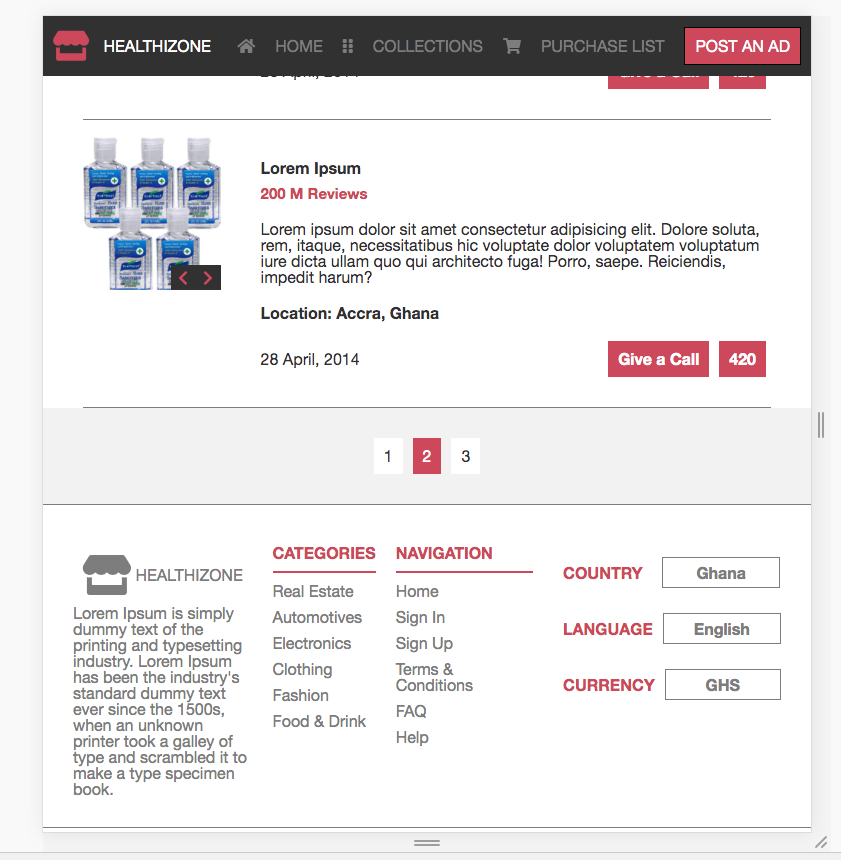 HEALTHIZONE HOME COLLECTIONS PURCHASE LIST POST AN AD
Lorem Ipsum
200 M Reviews
Lorem ipsum dolor sit amet consectetur adipisicing elit. Dolore soluta,
rem, itaque, necessitatibus hic voluptate dolor voluptatem voluptatum
iure dicta ullam quo qui architecto fuga! Porro, saepe. Reiciendis,
impedit harum?
Location: Accra, Ghana
28 April, 2014
Give a Call
420
1 2 3
HEALTHIZONE
Lorem Ipsum is simply
dummy text of the
printing and typesetting
industry. Lorem Ipsum
has been the industry's
standard dummy text
ever since the 1500s,
when an unknown
printer took a galley of
type and scrambled it to
make a type specimen
book.
CATEGORIES
Real Estate
Automotives
Electronics
Clothing
Fashion
Food & Drink
NAVIGATION
Home
Sign In
Sign Up
Terms &
Conditions
FAQ
Help
COUNTRY Ghana
LANGUAGE English
CURRENCY GHS